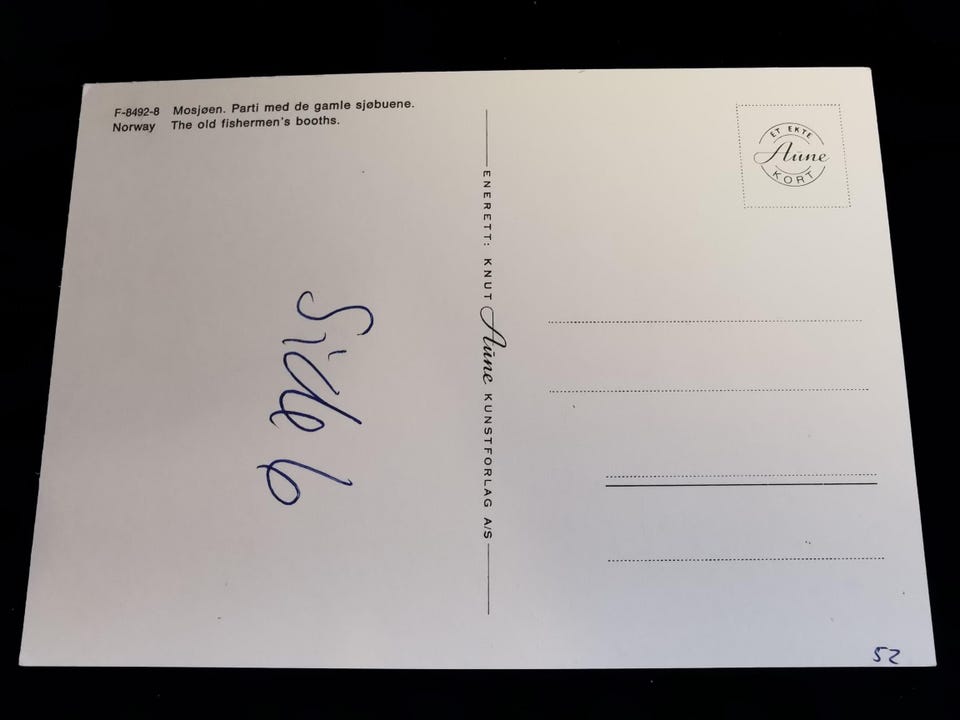 F-8492-8 Mosjøen. Parti med de gamle sjøbuene.
Norway The old fishermen's booths.
ENERETT: KNUT Aune KUNSTFORLAG A/S
ET EKTE
Aune
KORT
Side 6
52